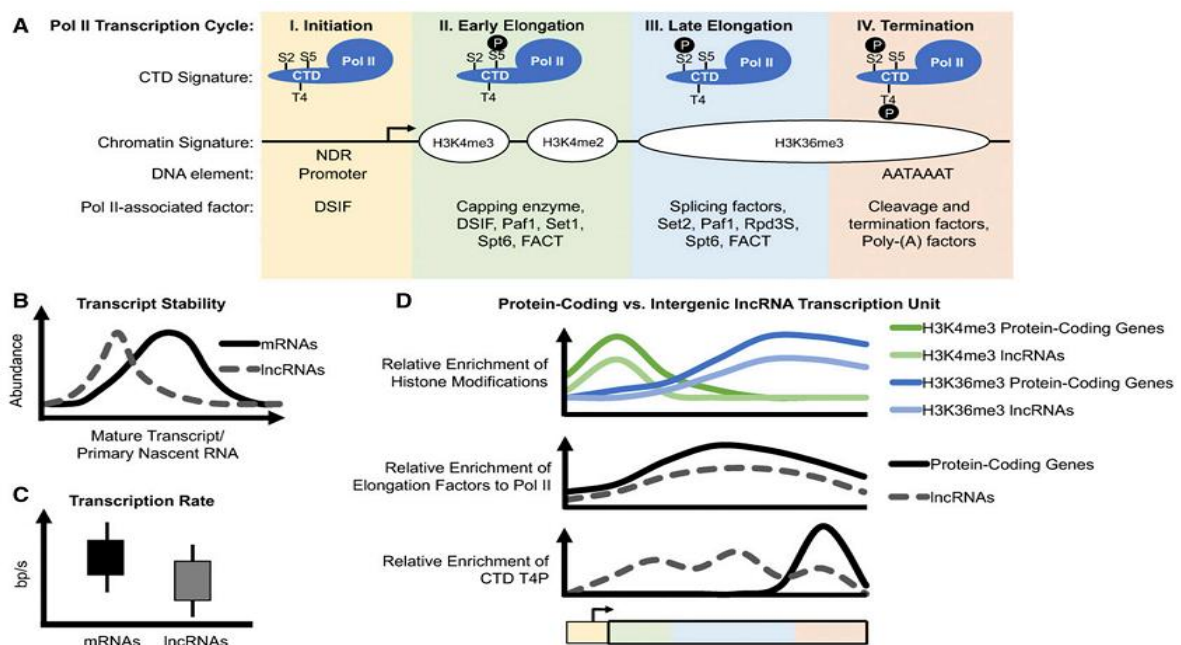 A
Pol II Transcription Cycle:
I. Initiation
II. Early Elongation
III. Late Elongation
IV. Termination
CTD Signature:
S2 S5
Pol II
CTD
T4
P
S2 S5
Pol II
CTD
T4
P
S2 S5
Pol II
CTD
T4
P
S2 S5
Pol II
CTD
T4
P
Chromatin Signature:
H3K4me3
H3K4me2
H3K36me3
DNA element:
NDR
Promoter
AATAAAT
Pol II-associated factor:
DSIF
Capping enzyme,
DSIF, Paf1, Set1,
Spt6, FACT
Splicing factors,
Set2, Paf1, Rpd3S,
Spt6, FACT
Cleavage and
termination factors,
Poly-(A) factors
B
Transcript Stability
Abundance
mRNAs
lncRNAs
Mature Transcript/
Primary Nascent RNA
C
Transcription Rate
bp/s
mRNAs
lncRNAs
D
Protein-Coding vs. Intergenic lncRNA Transcription Unit
Relative Enrichment of
Histone Modifications
H3K4me3 Protein-Coding Genes
H3K4me3 lncRNAs
H3K36me3 Protein-Coding Genes
H3K36me3 lncRNAs
Relative Enrichment of
Elongation Factors to Pol II
Protein-Coding Genes
lncRNAs
Relative Enrichment of
CTD T4P